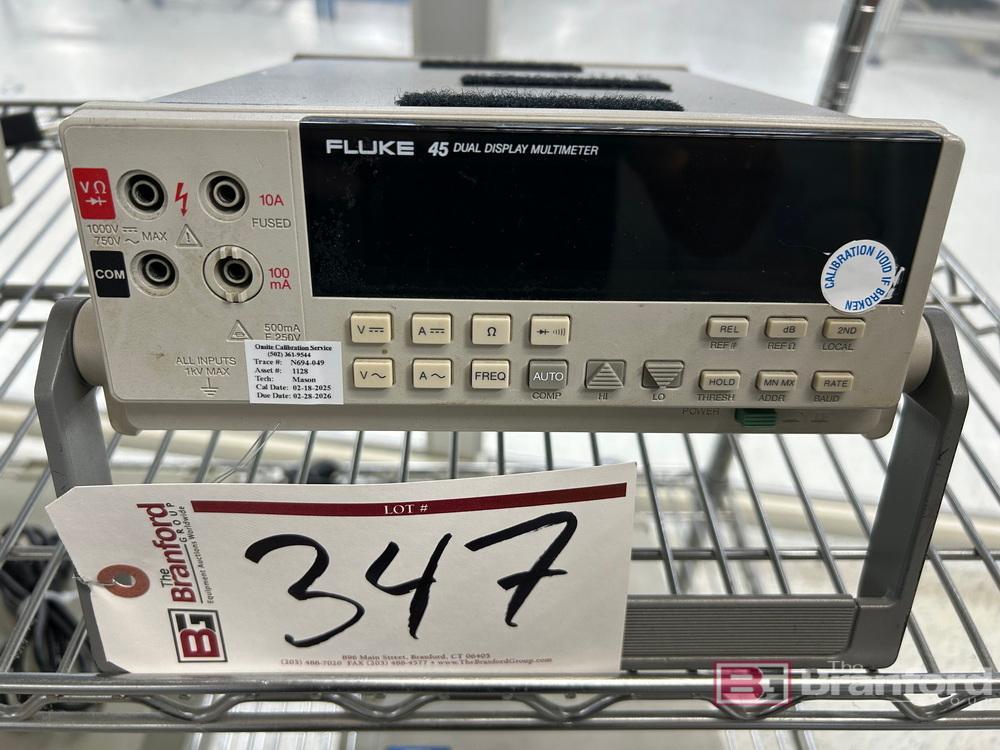 FLUKE 45 DUAL DISPLAY MULTIMETER
V Ω
10A
FUSED
1000V
750V MAX
COM
100
mA
500mA
F 250V
ALL INPUTS
1KV MAX
Onsite Calibration Service
(502) 361-9544
Trace #: N694-049
Asset #: 1128
Tech: Mason
Cal Date: 02-18-2025
Due Date: 02-28-2026
CALIBRATION VOID IF BROKEN
V
A
Ω
REL
dB
2ND
REF #
REF Ω
LOCAL
V
A
FREQ
AUTO
COMP
HI
LO
HOLD
MN MX
RATE
THRESH
ADDR
BAUD
POWER
LOT #
347
The
Branford
GROUP
Equipment Auctions Worldwide
896 Main Street, Branford, CT 06405
(203) 488-7020 FAX (203) 488-4577 • www.TheBranfordGroup.com
The
Branford